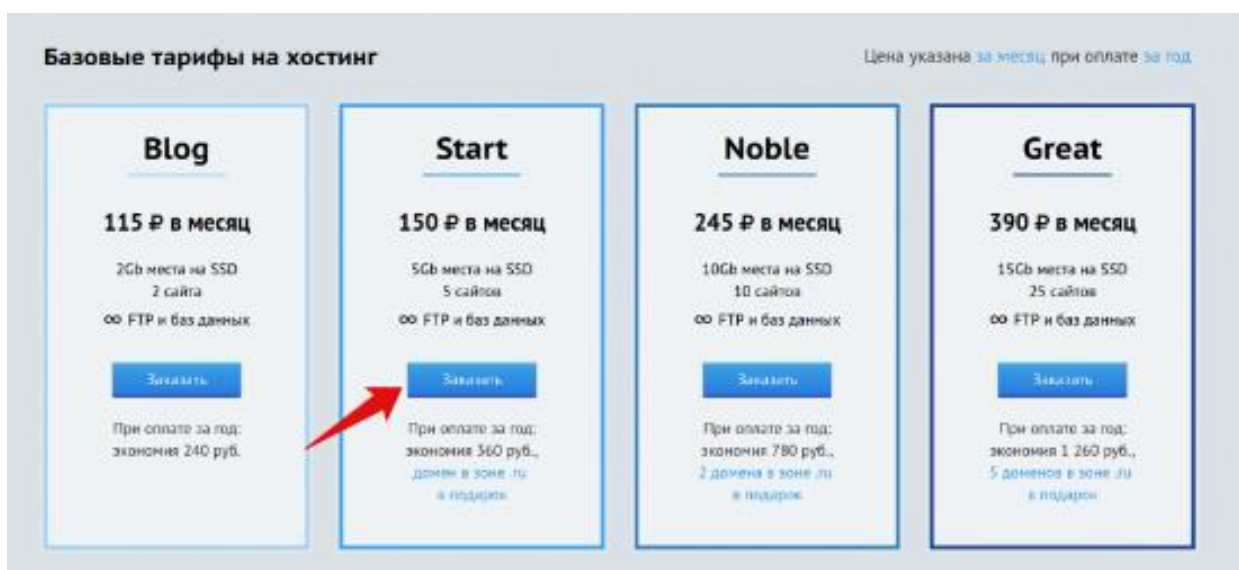 Базовые тарифы на хостинг
Цена указана за месяц при оплате за год
Blog
115 ₽ в месяц
2Gb места на SSD
2 сайта
∞ FTP и баз данных
Заказать
При оплате за год:
экономия 240 руб.
Start
150 ₽ в месяц
5Gb места на SSD
5 сайтов
∞ FTP и баз данных
Заказать
При оплате за год:
экономия 360 руб.,
домен в зоне .ru
в подарок
Noble
245 ₽ в месяц
10Gb места на SSD
10 сайтов
∞ FTP и баз данных
Заказать
При оплате за год:
экономия 780 руб.,
2 домена в зоне .ru
в подарок
Great
390 ₽ в месяц
15Gb места на SSD
25 сайтов
∞ FTP и баз данных
Заказать
При оплате за год:
экономия 1 260 руб.,
5 доменов в зоне .ru
в подарок